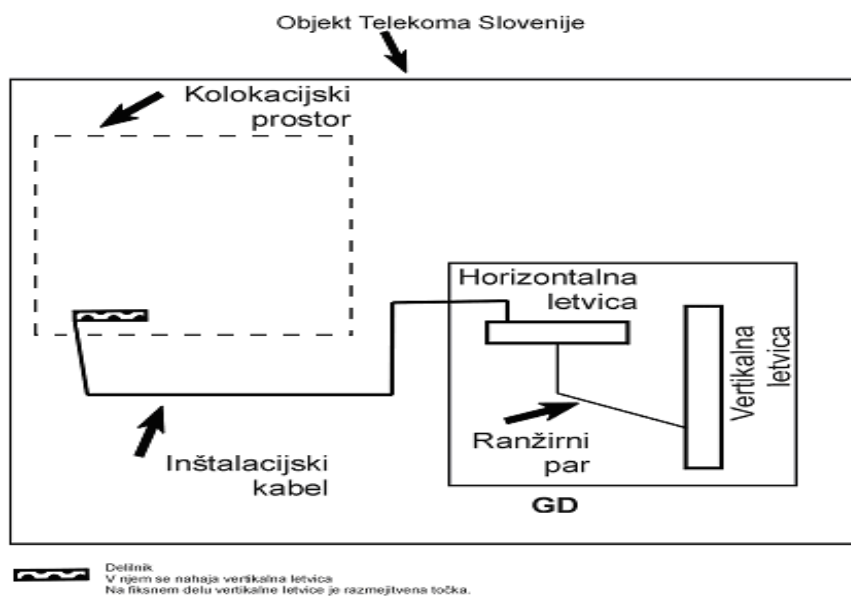 Objekt Telekoma Slovenije
Kolokacijski
prostor
Horizontalna
letvica
Vertikalna
letvica
Ranžirni
par
Inštalacijski
kabel
GD
Delilnik
V njem se nahaja vertikalna letvica
Na fiksnem delu vertikalne letvice je razmejitvena točka.